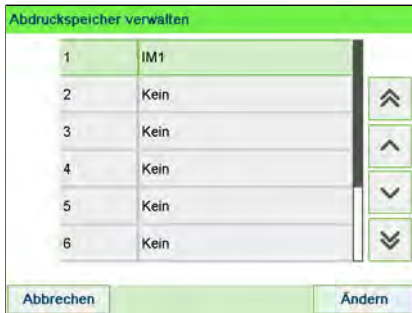 Abdruckspeicher verwalten
1 IM1
2 Kein
3 Kein
4 Kein
5 Kein
6 Kein
Abbrechen Ändern